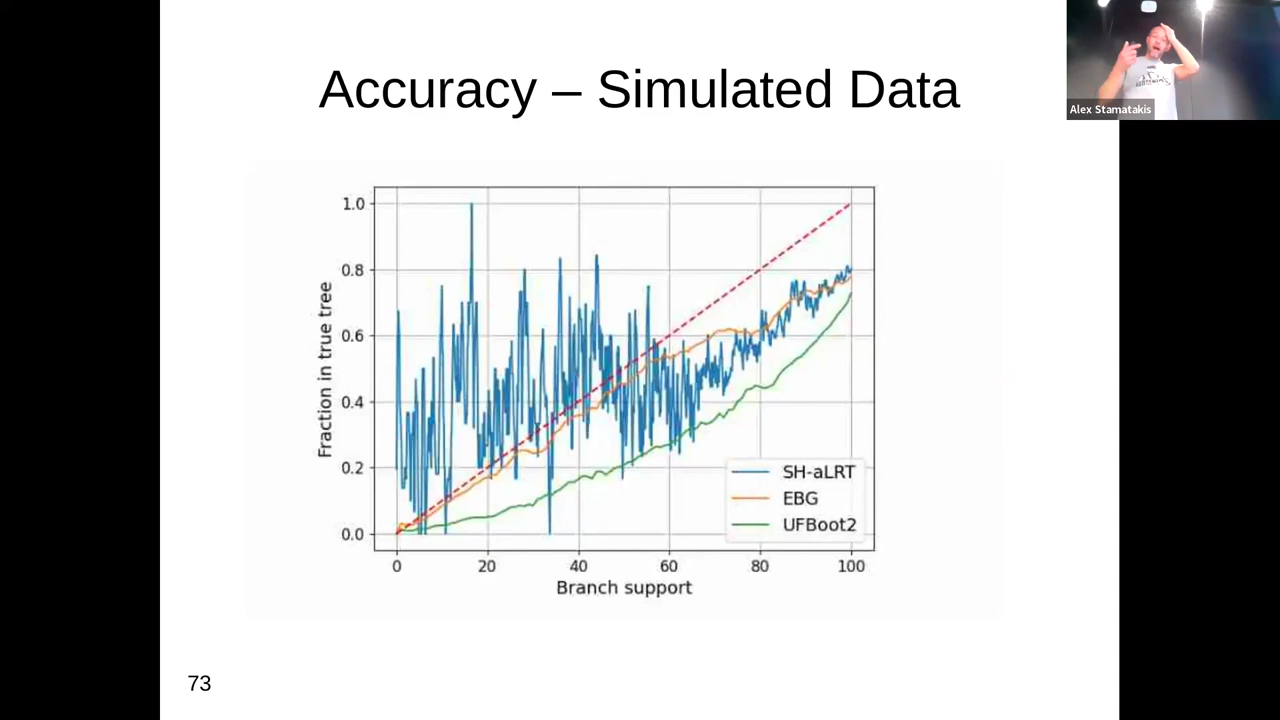 Accuracy – Simulated Data
Alex Stamatakis
Fraction in true tree
1.0
0.8
0.6
0.4
0.2
0.0
SH-aLRT
EBG
UFBoot2
0 20 40 60 80 100
Branch support
73